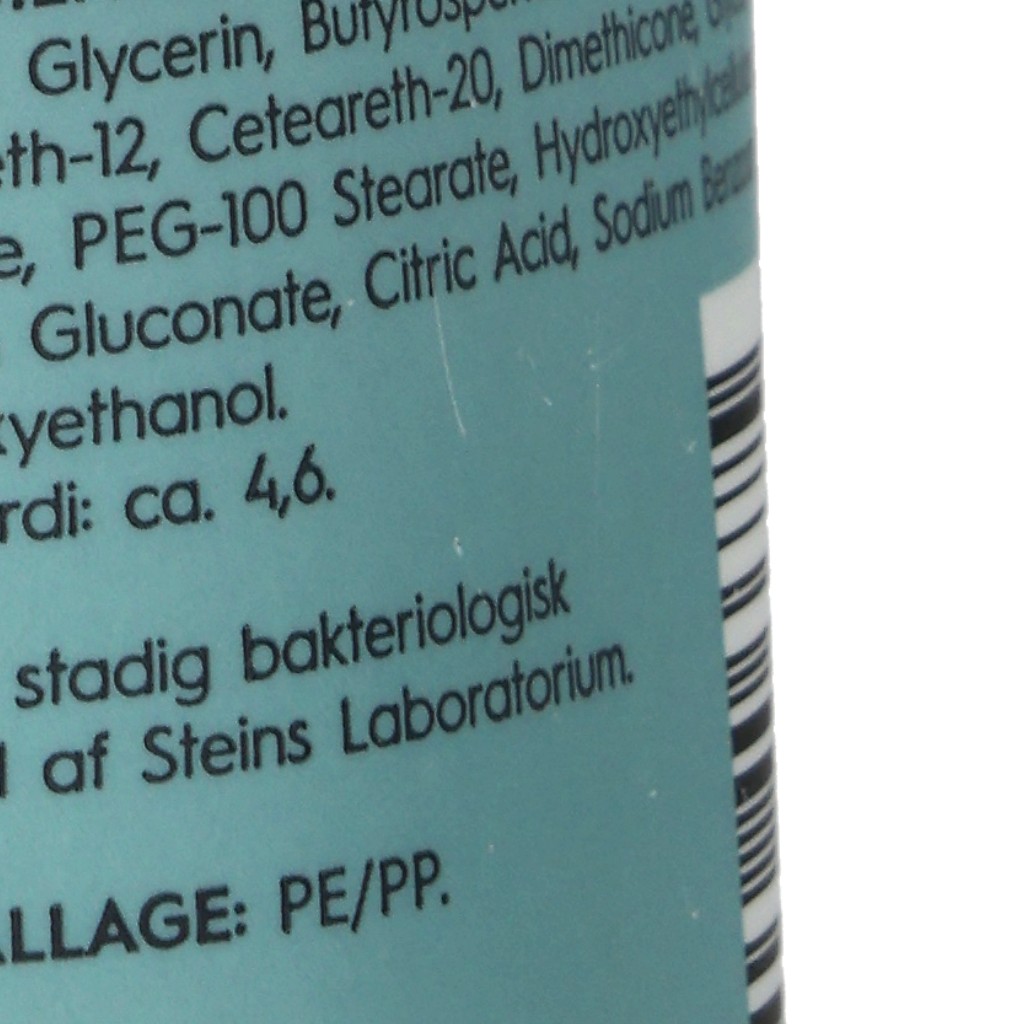 Glycerin,
eth-12, Ceteareth-20, Dimethicone,
e, PEG-100 Stearate,
Gluconate, Citric Acid, Sodium
xyethanol.
rdi: ca. 4,6.
stadig bakteriologisk
af Steins Laboratorium.
ALLAGE: PE/PP.